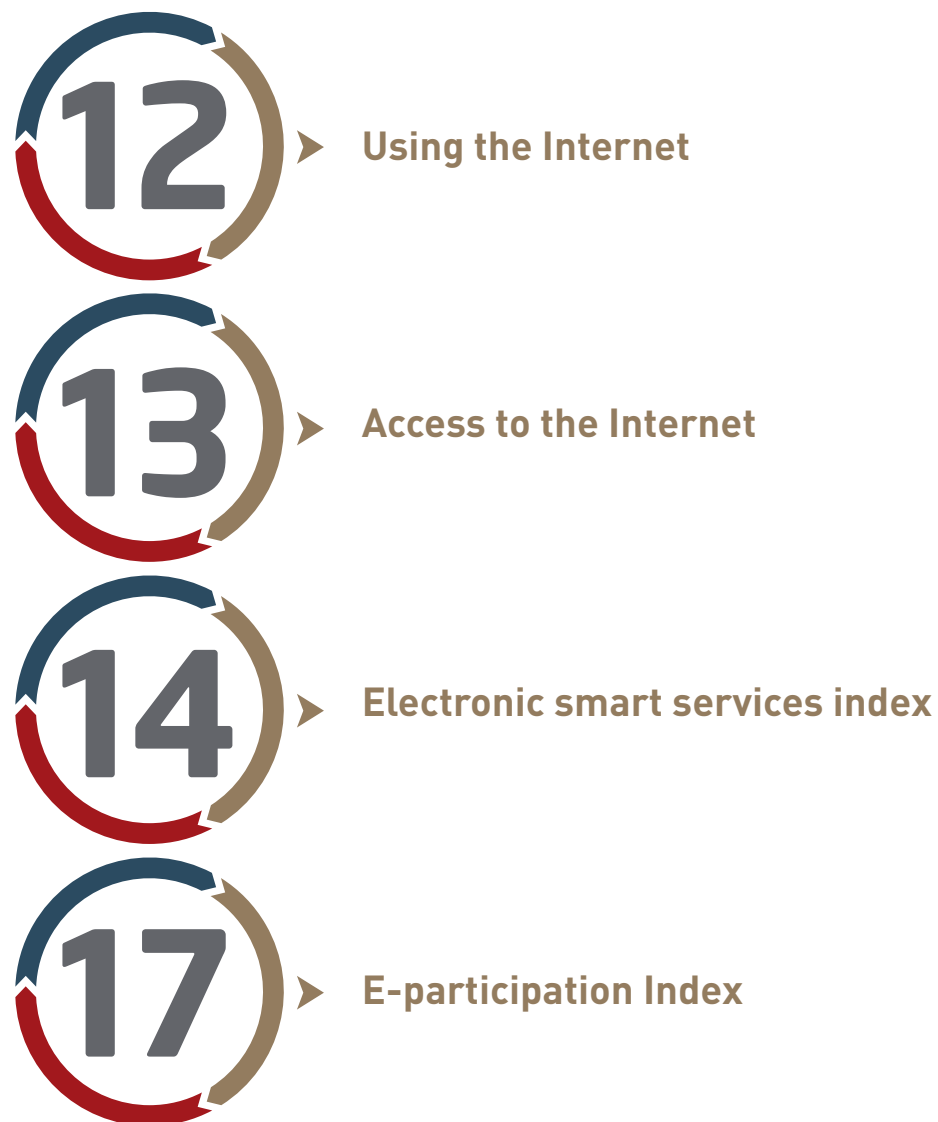 12
Using the Internet
13
Access to the Internet
14
Electronic smart services index
17
E-participation Index